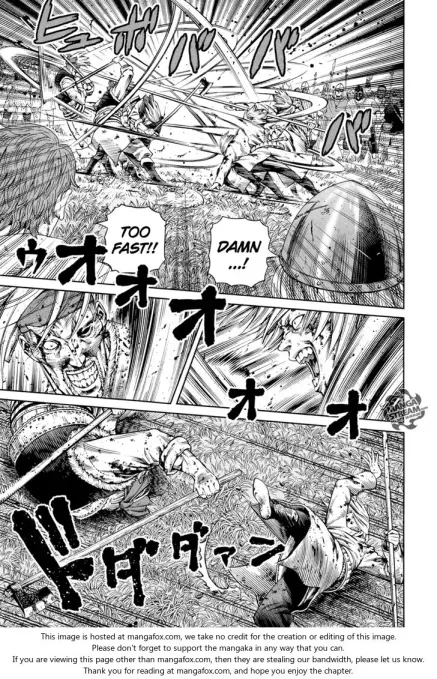 ヒュボ
バ
バ
バ
TOO
FAST!!
DAMN
...!
ゥオオオ
オオ
MANGA
STREAM
ドダダァン
This image is hosted at mangafox.com, we take no credit for the creation or editing of this image.
Please don't forget to support the mangaka in any way that you can.
If you are viewing this page other than mangafox.com, then they are stealing our bandwidth, please let us know.
Thank you for reading at mangafox.com, and hope you enjoy the chapter.